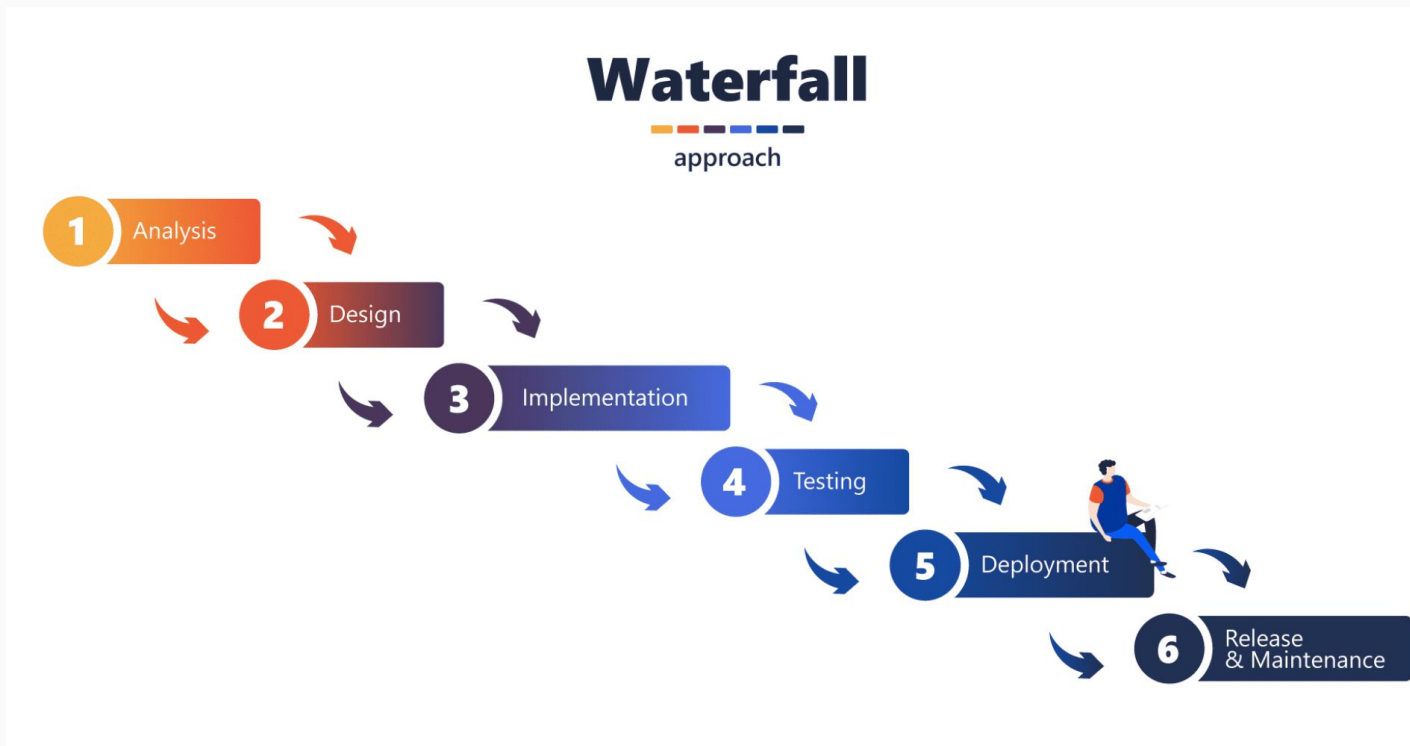 Waterfall
approach
1 Analysis
2 Design
3 Implementation
4 Testing
5 Deployment
6 Release
& Maintenance